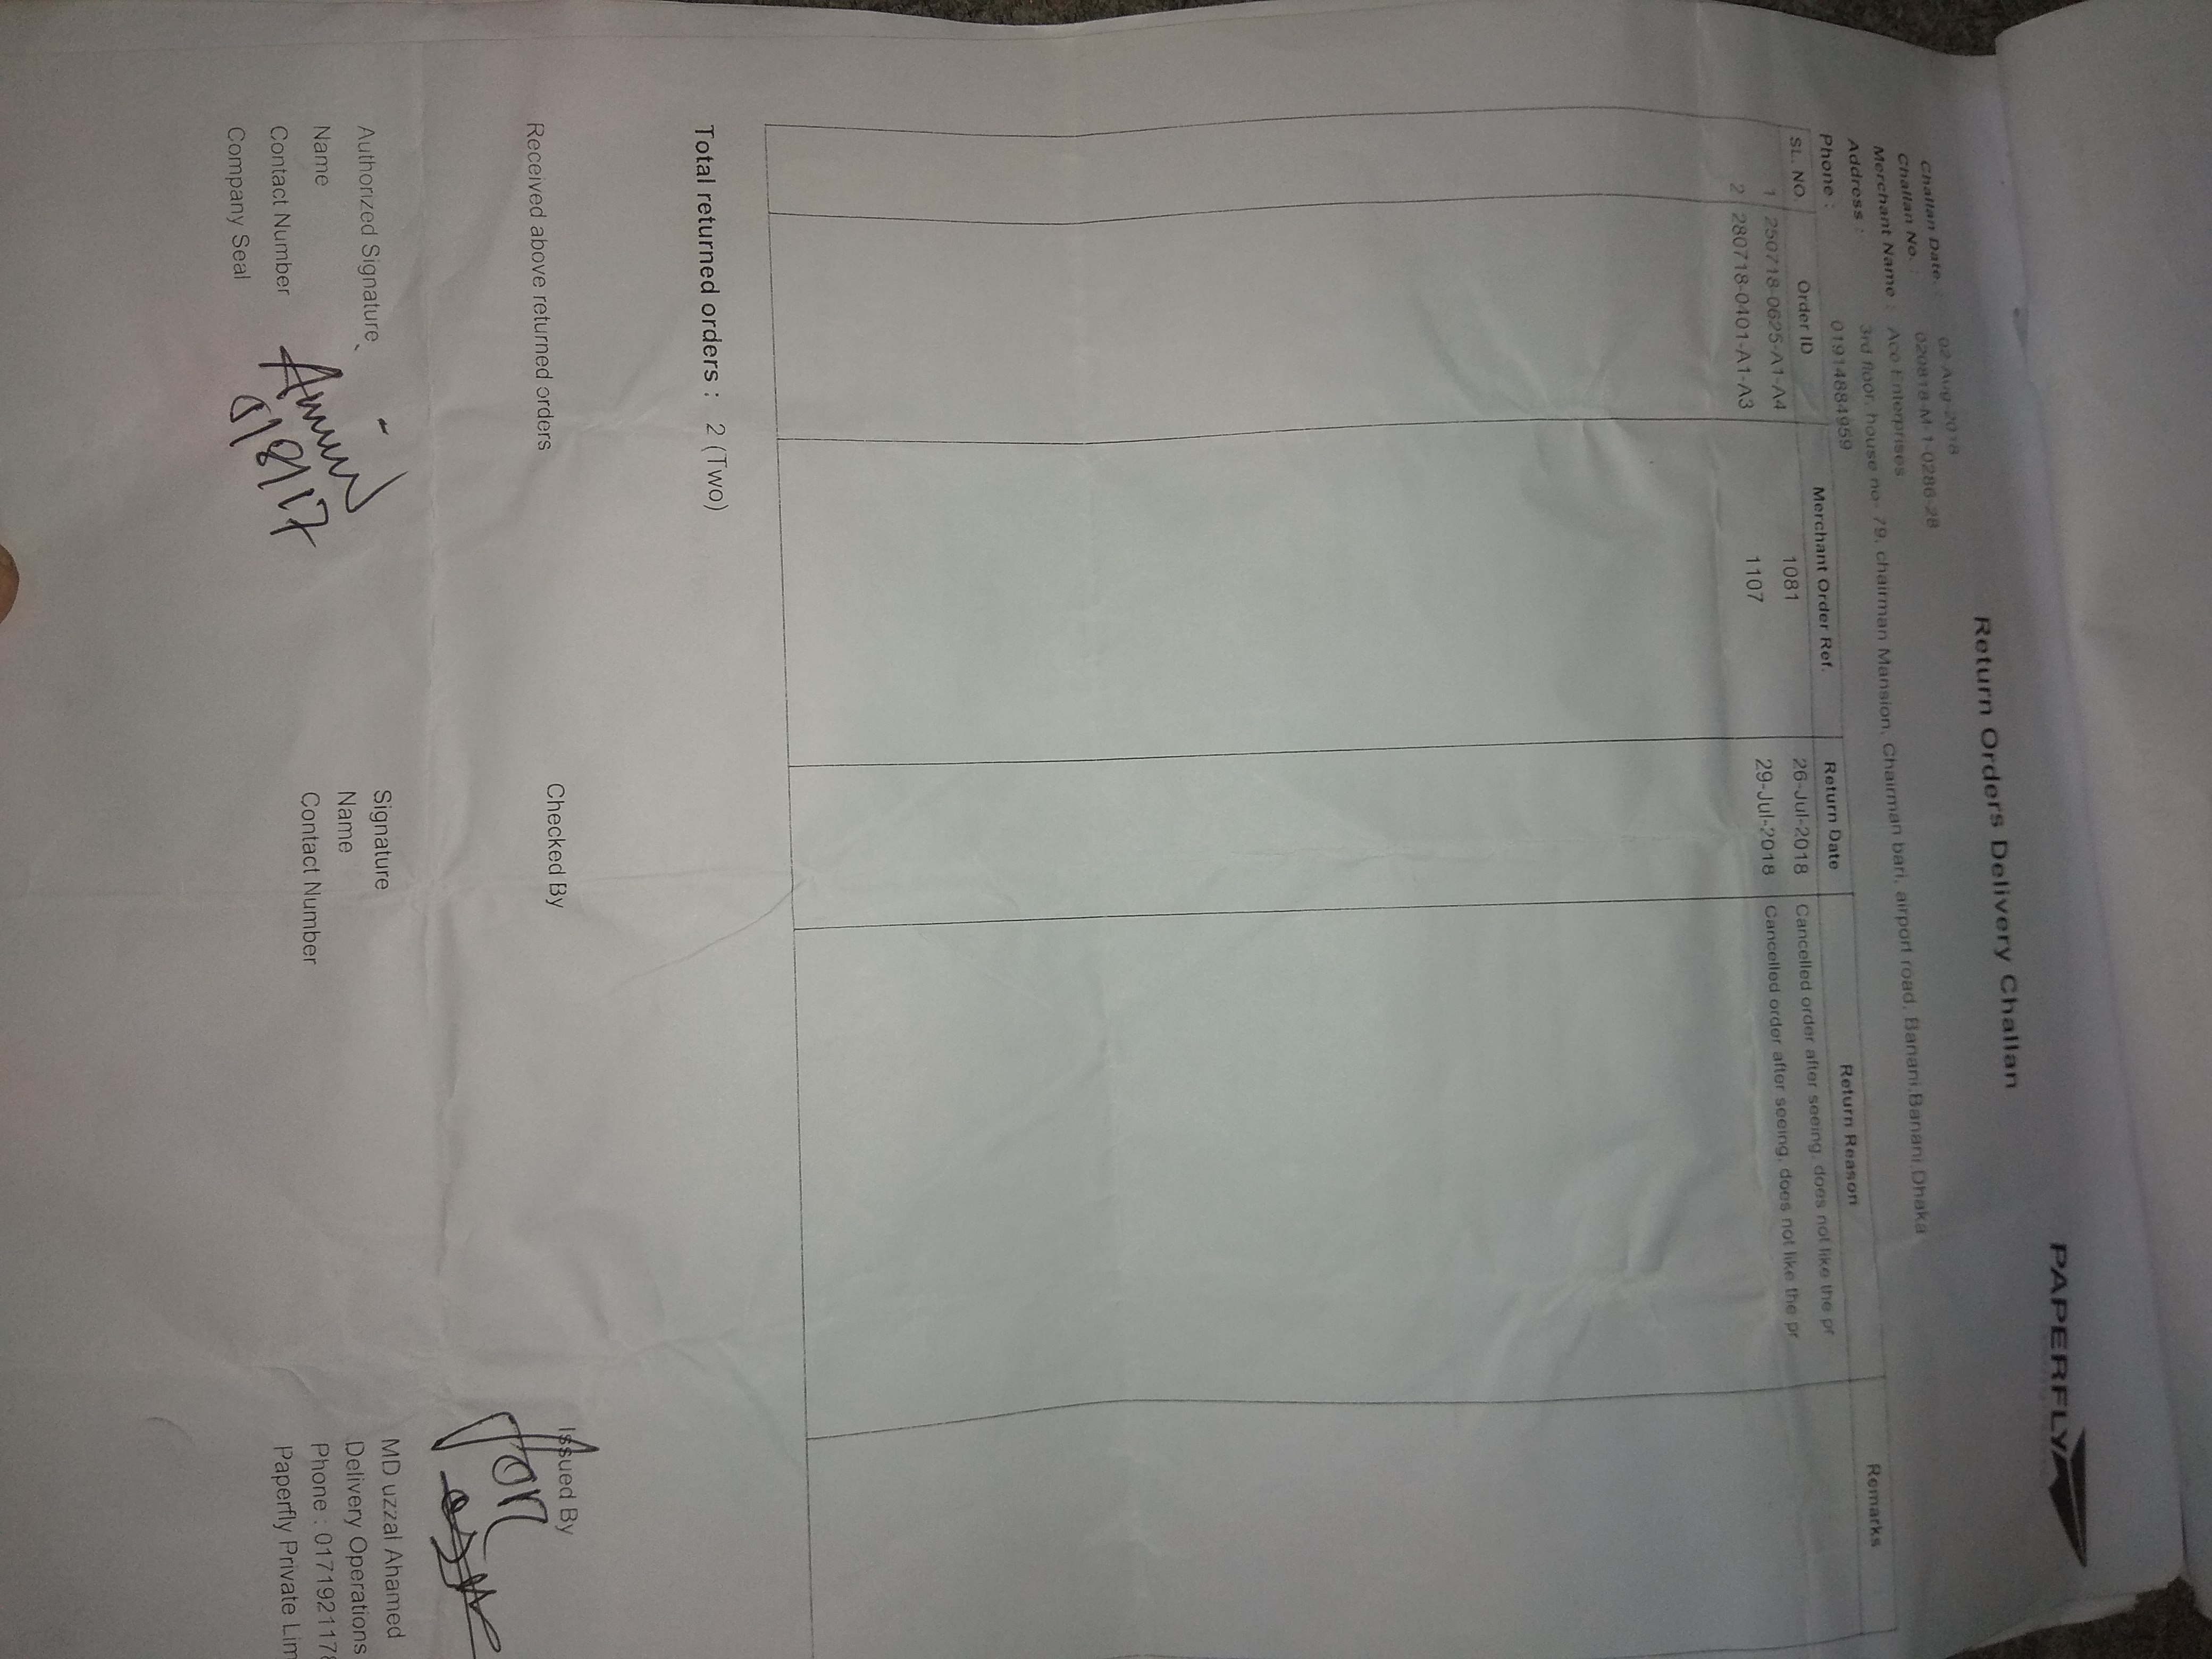 PAPERFLY
Return Orders Delivery Challan
Challan Date. : 02-Aug-2018
Challan No. : 020818-M-1-0286-28
Merchant Name : Ace Enterprises
Address : 3rd floor, house no- 79, chairman Mansion, Chairman bari, airport road, Banani,Banani,Dhaka
Phone : 01914884959
SL. NO. Order ID Merchant Order Ref. Return Date Return Reason Remarks
1 250718-0625-A1-A4 1081 26-Jul-2018 Cancelled order after seeing, does not like the pr
2 280718-0401-A1-A3 1107 29-Jul-2018 Cancelled order after seeing, does not like the pr
Total returned orders : 2 (Two)
Received above returned orders Checked By Issued By
for
Authorized Signature Signature MD uzzal Ahamed
Name Name Delivery Operations
Contact Number Contact Number Phone : 0171921178
Company Seal Paperfly Private Lim
Amin
5/8/17